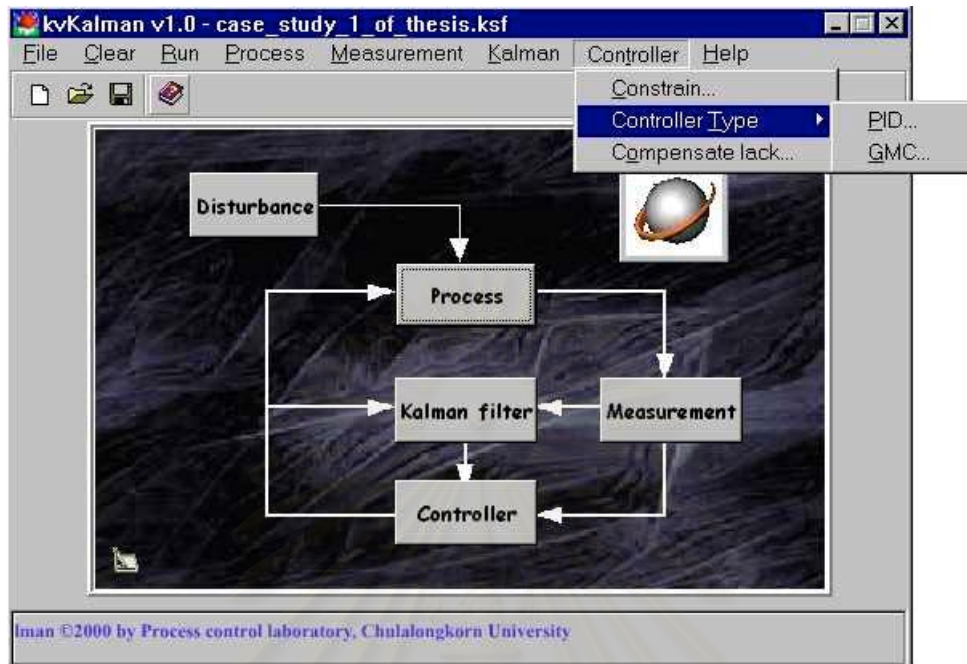 kvKalman v1.0 - case_study_1_of_thesis.ksf
File Clear Run Process Measurement Kalman Controller Help
Constrain...
Controller Type
PID...
Compensate lack...
GMC...
Disturbance
Process
Kalman filter
Measurement
Controller
lman ©2000 by Process control laboratory, Chulalongkorn University